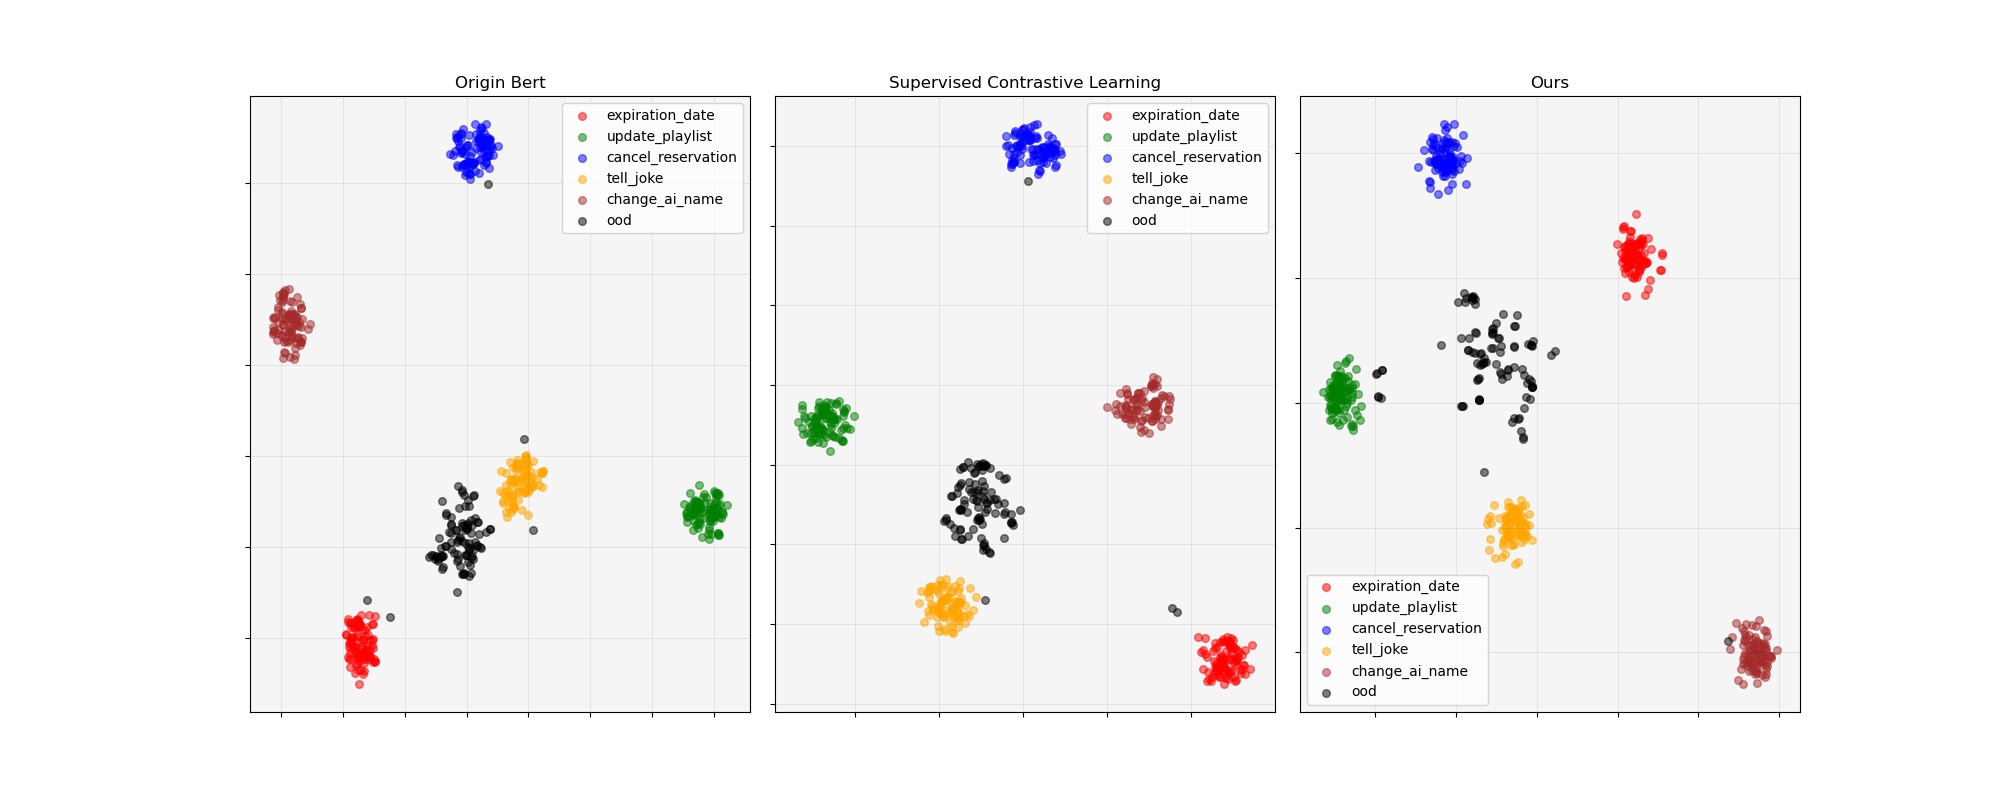 Origin Bert
expiration_date
update_playlist
cancel_reservation
tell_joke
change_ai_name
ood
Supervised Contrastive Learning
expiration_date
update_playlist
cancel_reservation
tell_joke
change_ai_name
ood
Ours
expiration_date
update_playlist
cancel_reservation
tell_joke
change_ai_name
ood